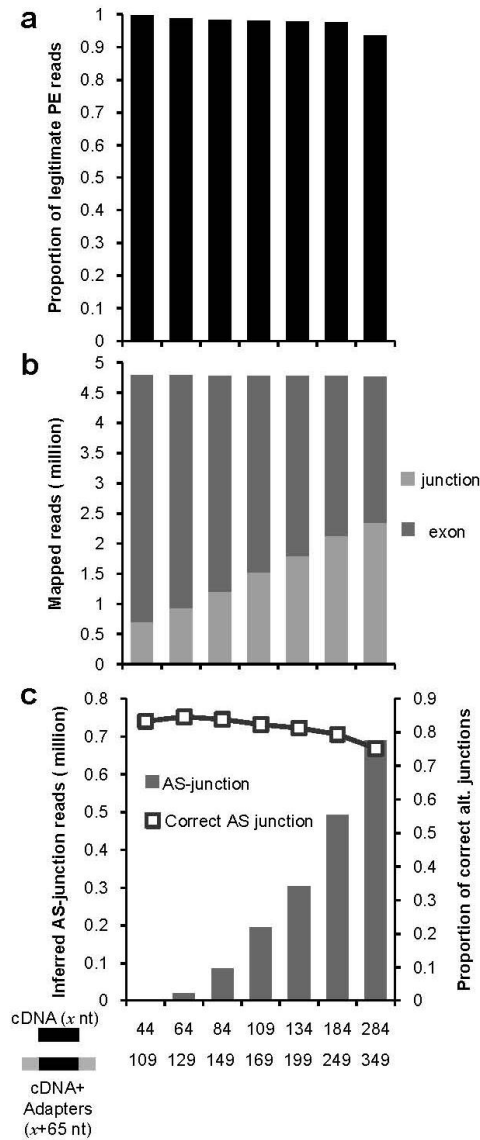 a
Proportion of legitimate PE reads
1
0.9
0.8
0.7
0.6
0.5
0.4
0.3
0.2
0.1
0
b
Mapped reads ( million)
5
4.5
4
3.5
3
2.5
2
1.5
1
0.5
0
junction
exon
c
Inferred AS-junction reads ( million)
0.8
0.7
0.6
0.5
0.4
0.3
0.2
0.1
0
AS-junction
Correct AS junction
0.9
0.8
0.7
0.6
0.5
0.4
0.3
0.2
0.1
0
Proportion of correct alt. junctions
cDNA (x nt)
44 64 84 109 134 184 284
109 129 149 169 199 249 349
cDNA+
Adapters
(x+65 nt)